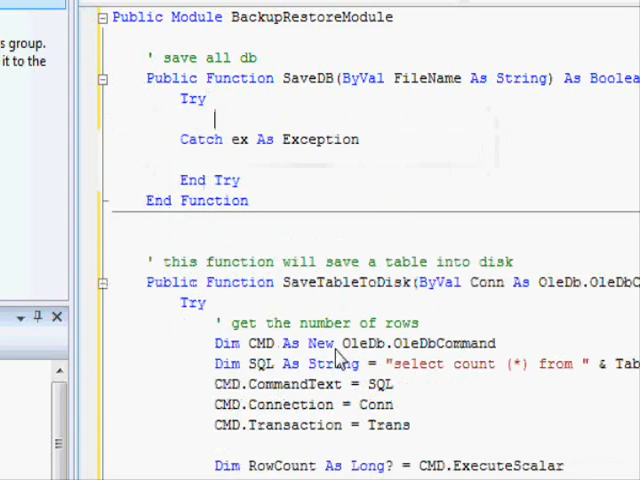 Public Module BackupRestoreModule
s group.
' save all db
it to the
Public Function SaveDB(ByVal FileName As String) As Boolea
Try
Catch ex As Exception
End Try
End Function
' this function will save a table into disk
Public Function SaveTableToDisk(ByVal Conn As OleDb.OleDbC
Try
' get the number of rows
Dim CMD As New OleDb.OleDbCommand
Dim SQL As String = "select count (*) from " & Tab
CMD.CommandText = SQL
CMD.Connection = Conn
CMD.Transaction = Trans
Dim RowCount As Long? = CMD.ExecuteScalar